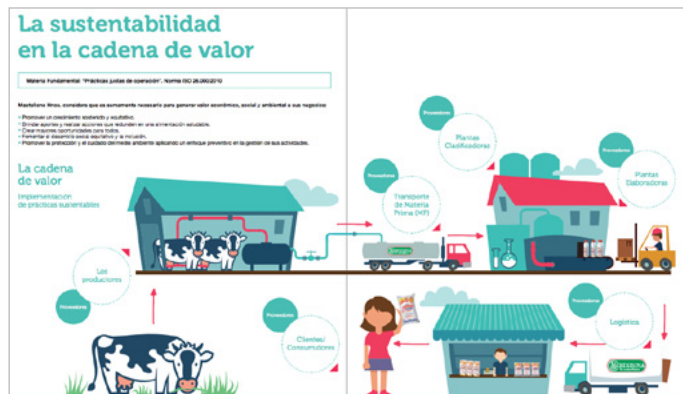 La sustentabilidad
en la cadena de valor
Materia Fundamental: "Prácticas justas de operación". Norma ISO 26.000:2010
Mastellone Hnos. considera que es sumamente necesario para generar valor económico, social y ambiental a sus negocios:
• Promover un crecimiento sostenido y equitativo.
• Brindar aportes y realizar acciones que redunden en una alimentación saludable.
• Crear mayores oportunidades para todos.
• Fomentar el desarrollo social equitativo y la inclusión.
• Promover la protección y el cuidado del medio ambiente aplicando un enfoque preventivo en la gestión de sus actividades.
La cadena
de valor
Implementación
de prácticas sustentables
Proveedores
Plantas
Clasificadoras
Proveedores
Plantas
Elaboradoras
Proveedores
Transporte
de Materia
Prima (MP)
Los
productores
Proveedores
Proveedores
Clientes/
Consumidores
Proveedores
Logística